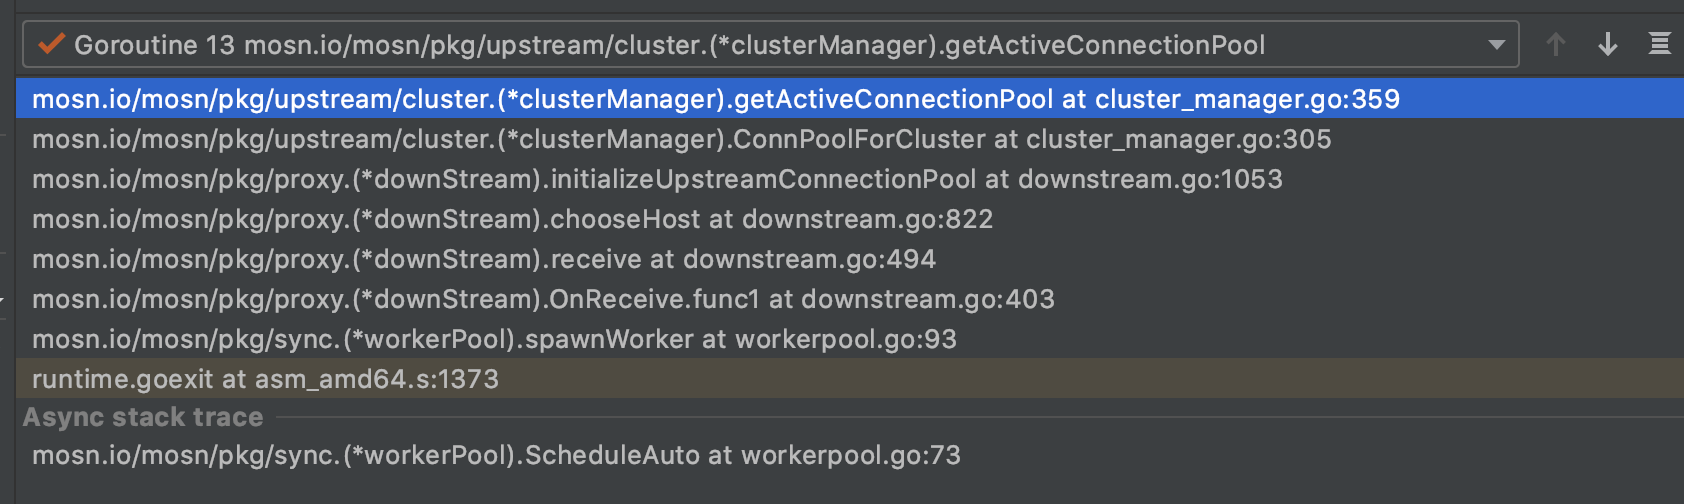 Goroutine 13 mosn.io/mosn/pkg/upstream/cluster.(*clusterManager).getActiveConnectionPool
mosn.io/mosn/pkg/upstream/cluster.(*clusterManager).getActiveConnectionPool at cluster_manager.go:359
mosn.io/mosn/pkg/upstream/cluster.(*clusterManager).ConnPoolForCluster at cluster_manager.go:305
mosn.io/mosn/pkg/proxy.(*downStream).initializeUpstreamConnectionPool at downstream.go:1053
mosn.io/mosn/pkg/proxy.(*downStream).chooseHost at downstream.go:822
mosn.io/mosn/pkg/proxy.(*downStream).receive at downstream.go:494
mosn.io/mosn/pkg/proxy.(*downStream).OnReceive.func1 at downstream.go:403
mosn.io/mosn/pkg/sync.(*workerPool).spawnWorker at workerpool.go:93
runtime.goexit at asm_amd64.s:1373
Async stack trace
mosn.io/mosn/pkg/sync.(*workerPool).ScheduleAuto at workerpool.go:73